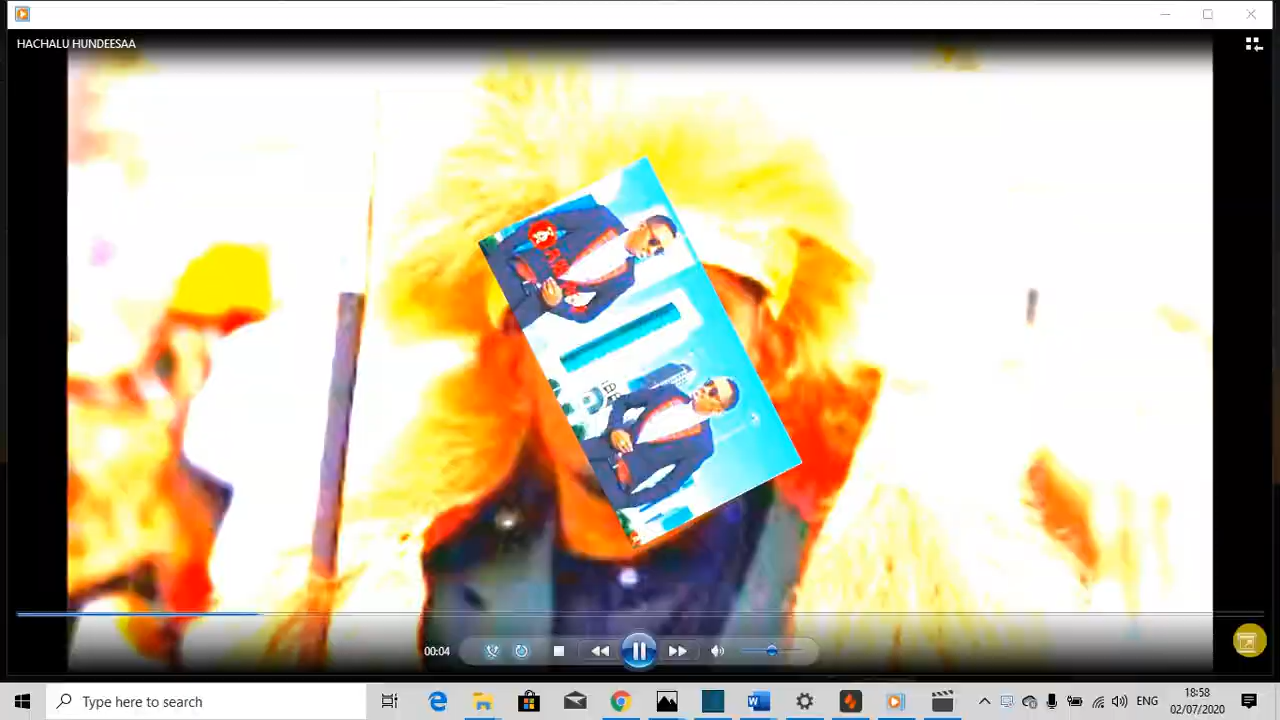 HACHALU HUNDEESAA
00:04
Type here to search
ENG
18:58
02/07/2020